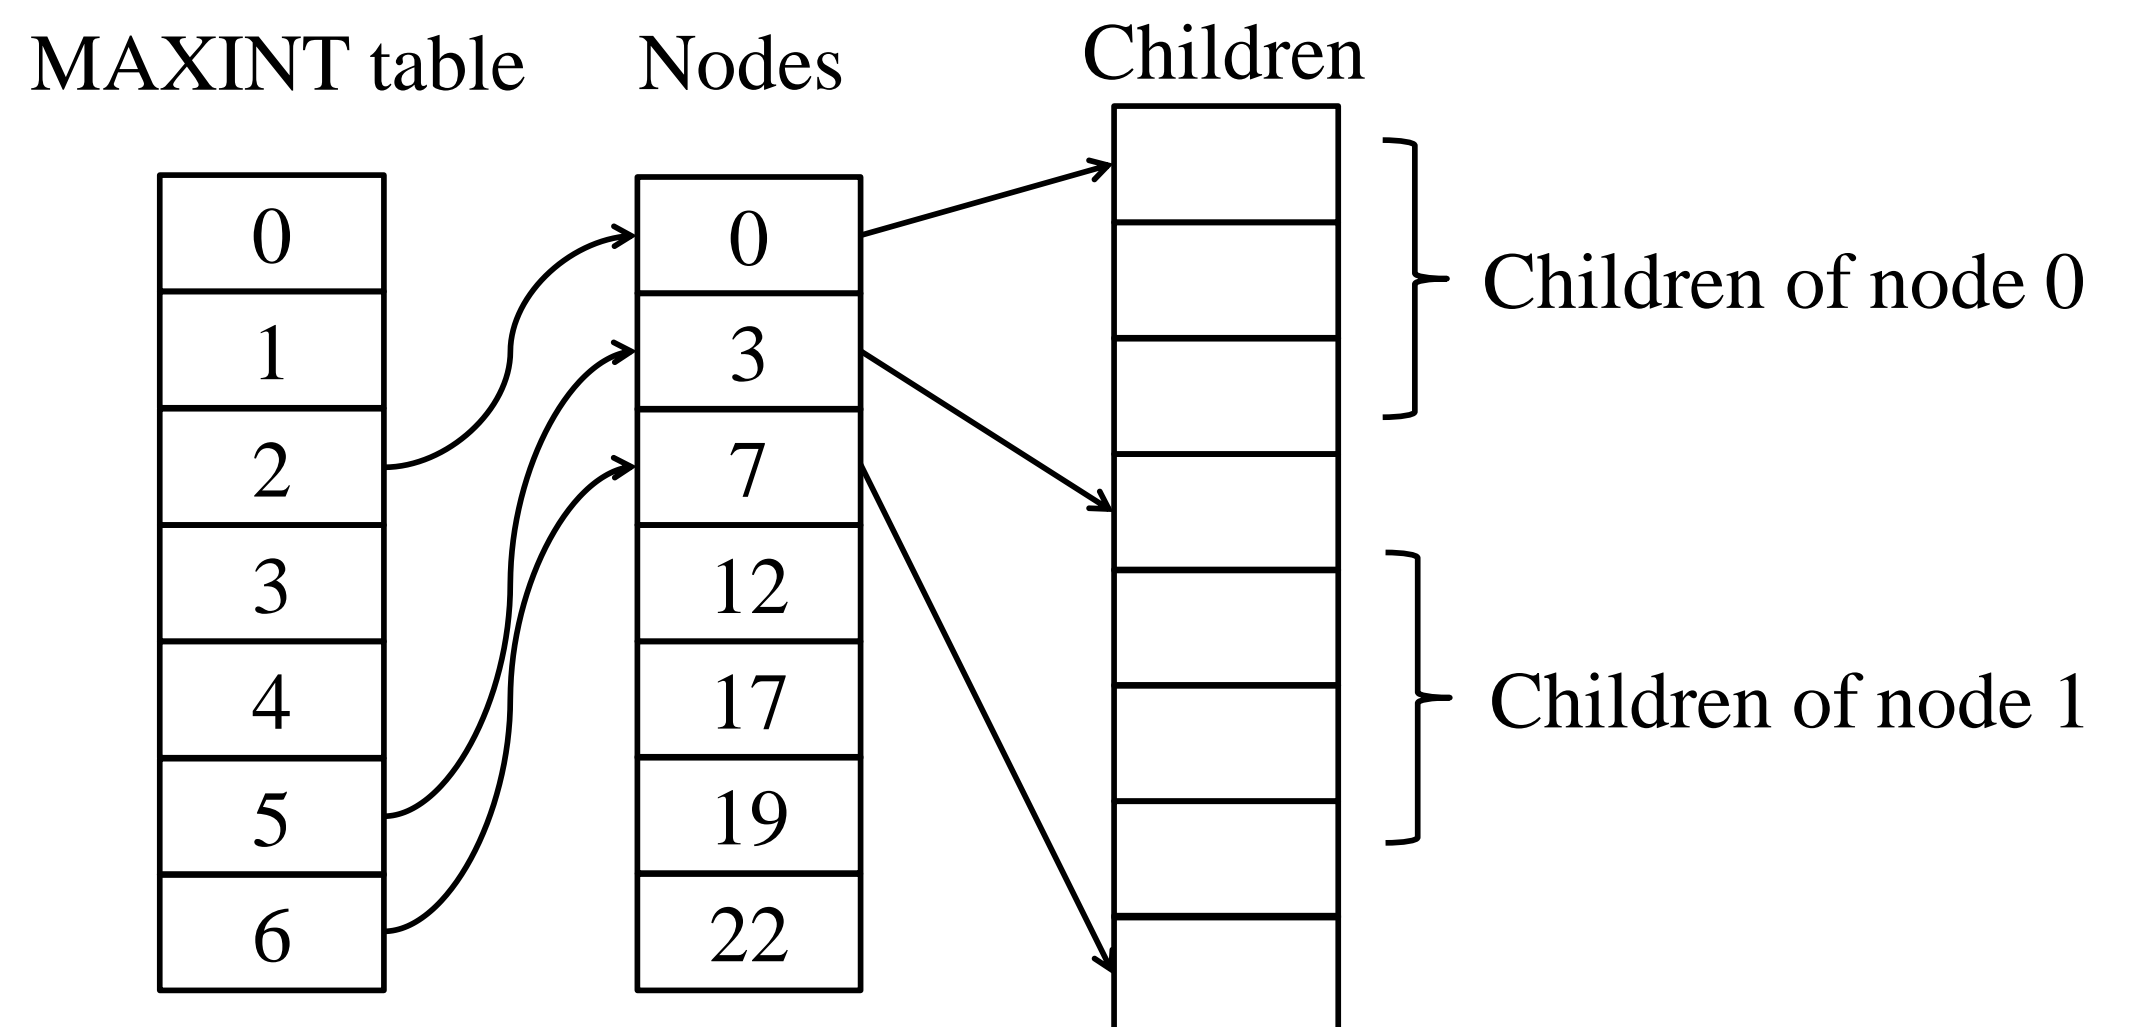 MAXINT table
Nodes
Children
0
1
2
3
4
5
6
0
3
7
12
17
19
22
Children of node 0
Children of node 1